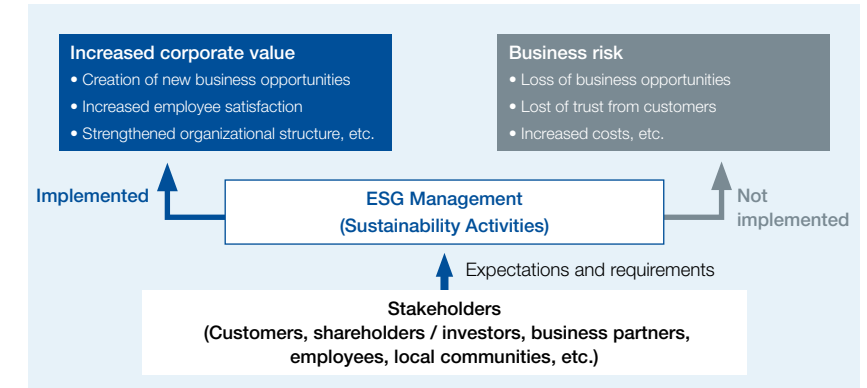 Increased corporate value
• Creation of new business opportunities
• Increased employee satisfaction
• Strengthened organizational structure, etc.
Business risk
• Loss of business opportunities
• Lost of trust from customers
• Increased costs, etc.
Implemented
ESG Management
(Sustainability Activities)
Not
implemented
Expectations and requirements
Stakeholders
(Customers, shareholders / investors, business partners,
employees, local communities, etc.)